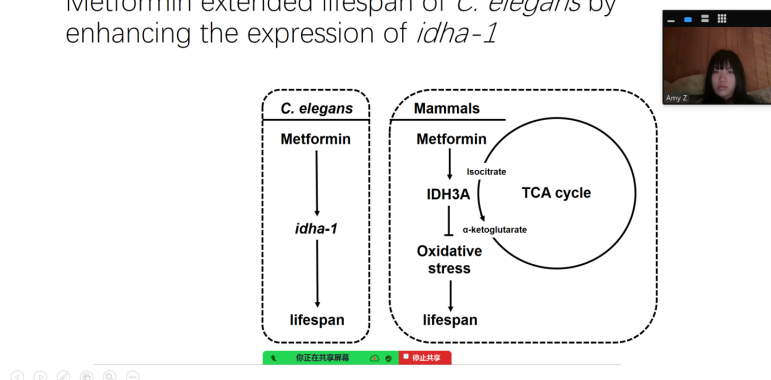 Metformin extended lifespan of C. elegans by
enhancing the expression of idha-1
C. elegans
Metformin
idha-1
lifespan
Mammals
Metformin
IDH3A
Oxidative
stress
lifespan
Isocitrate
TCA cycle
α-ketoglutarate
Amy Z
你正在共享屏幕
停止共享